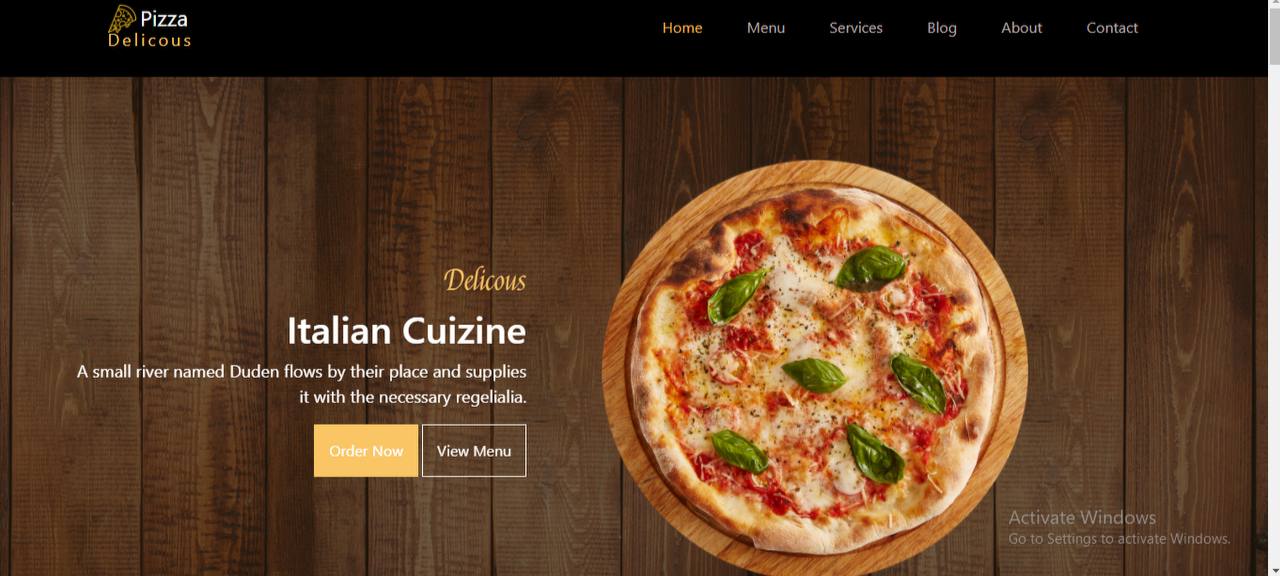 Pizza
Delicous
Home Menu Services Blog About Contact
Delicous
Italian Cuizine
A small river named Duden flows by their place and supplies
it with the necessary regelialia.
Order Now View Menu
Activate Windows
Go to Settings to activate Windows.